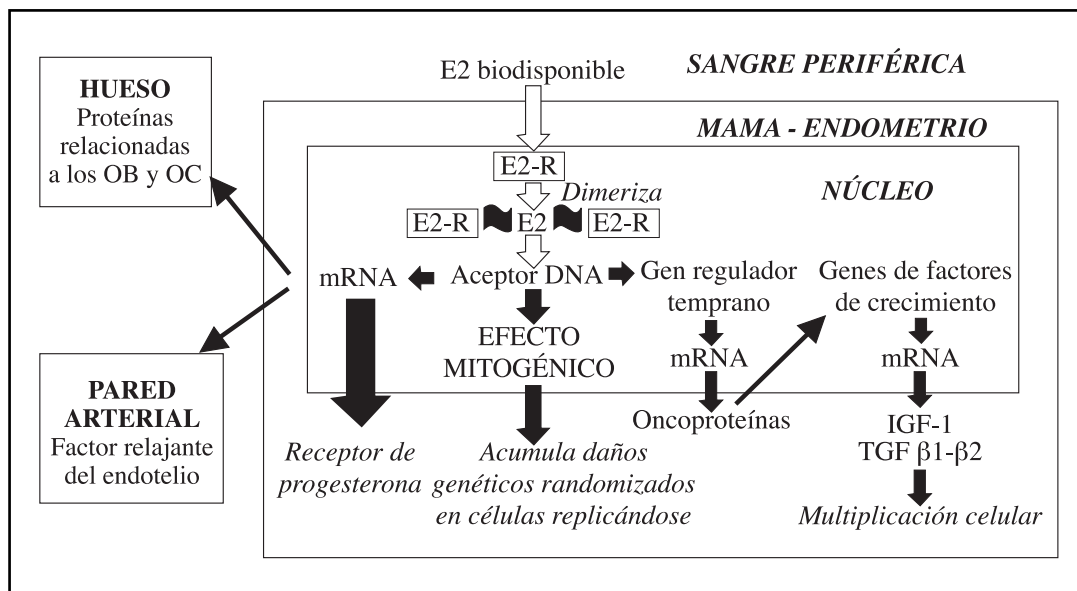 HUESO
Proteínas
relacionadas
a los OB y OC
PARED
ARTERIAL
Factor relajante
del endotelio
E2 biodisponible
SANGRE PERIFÉRICA
MAMA - ENDOMETRIO
NÚCLEO
E2-R
Dimeriza
E2-R
E2
E2-R
mRNA
Aceptor DNA
Gen regulador
temprano
Genes de factores
de crecimiento
EFECTO
MITOGÉNICO
mRNA
mRNA
Receptor de
progesterona
Acumula daños
genéticos randomizados
en células replicándose
Oncoproteínas
IGF-1
TGF β1-β2
Multiplicación celular